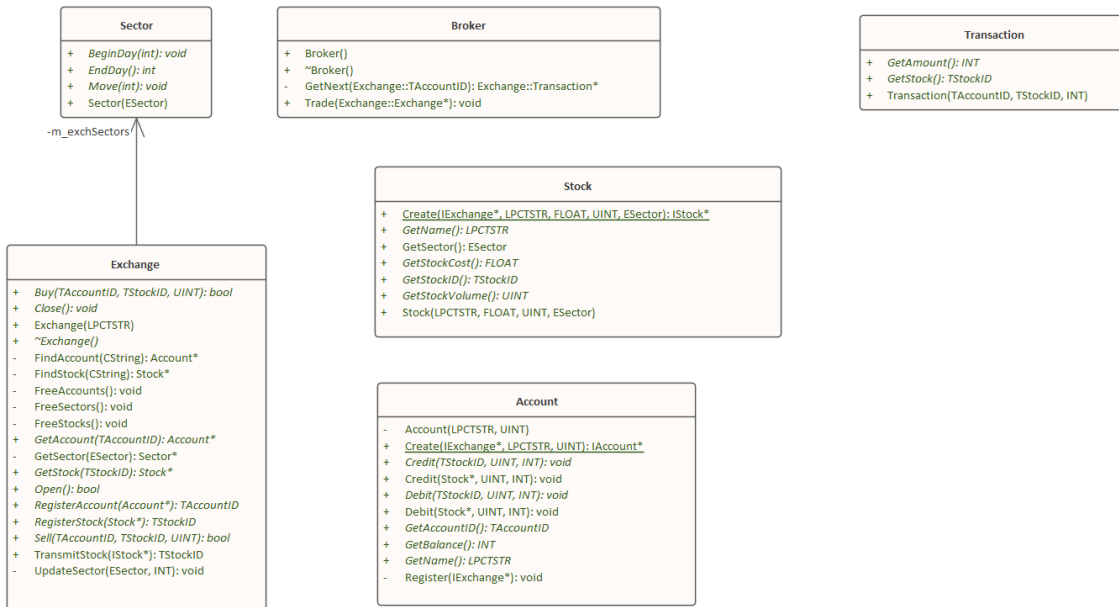 Sector
+ BeginDay(int): void
+ EndDay(): int
+ Move(int): void
+ Sector(ESector)
-m_exchSectors
Broker
+ Broker()
+ ~Broker()
- GetNext(Exchange::TAccountID): Exchange::Transaction*
+ Trade(Exchange::Exchange*): void
Transaction
+ GetAmount(): INT
+ GetStock(): TStockID
+ Transaction(TAccountID, TStockID, INT)
Stock
+ Create(IExchange*, LPCTSTR, FLOAT, UINT, ESector): IStock*
+ GetName(): LPCTSTR
+ GetSector(): ESector
+ GetStockCost(): FLOAT
+ GetStockID(): TStockID
+ GetStockVolume(): UINT
+ Stock(LPCTSTR, FLOAT, UINT, ESector)
Exchange
+ Buy(TAccountID, TStockID, UINT): bool
+ Close(): void
+ Exchange(LPCTSTR)
+ ~Exchange()
- FindAccount(CString): Account*
- FindStock(CString): Stock*
- FreeAccounts(): void
- FreeSectors(): void
- FreeStocks(): void
+ GetAccount(TAccountID): Account*
- GetSector(ESector): Sector*
+ GetStock(TStockID): Stock*
+ Open(): bool
+ RegisterAccount(Account*): TAccountID
+ RegisterStock(Stock*): TStockID
+ Sell(TAccountID, TStockID, UINT): bool
+ TransmitStock(IStock*): TStockID
- UpdateSector(ESector, INT): void
Account
- Account(LPCTSTR, UINT)
+ Create(IExchange*, LPCTSTR, UINT): IAccount*
+ Credit(TStockID, UINT, INT): void
+ Credit(Stock*, UINT, INT): void
+ Debit(TStockID, UINT, INT): void
+ Debit(Stock*, UINT, INT): void
+ GetAccountID(): TAccountID
+ GetBalance(): INT
+ GetName(): LPCTSTR
- Register(IExchange*): void